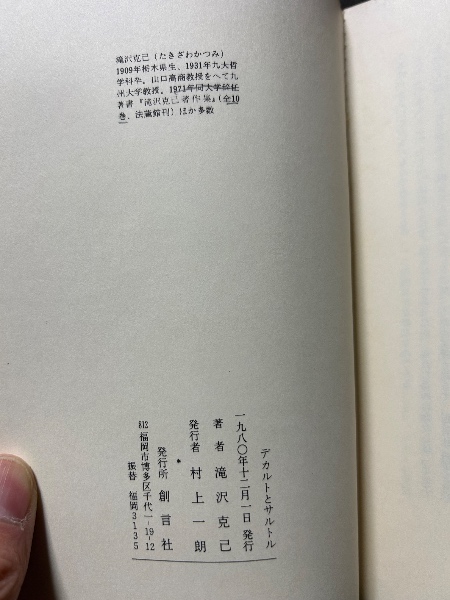 滝沢克己(たきざわかつみ)
1909年栃木県生。1931年九大哲
学科卒。山口高商教授をへて九
州大学教授。1971年同大学辞任
著書『滝沢克己著作集』(全10
巻、法蔵館刊)ほか多数
デカルトとサルトル
一九八〇年十二月一日発行
著者 滝沢克己
発行者 村上一朗
*
発行所 創言社
812 福岡市博多区千代一-19-12
振替 福岡33135